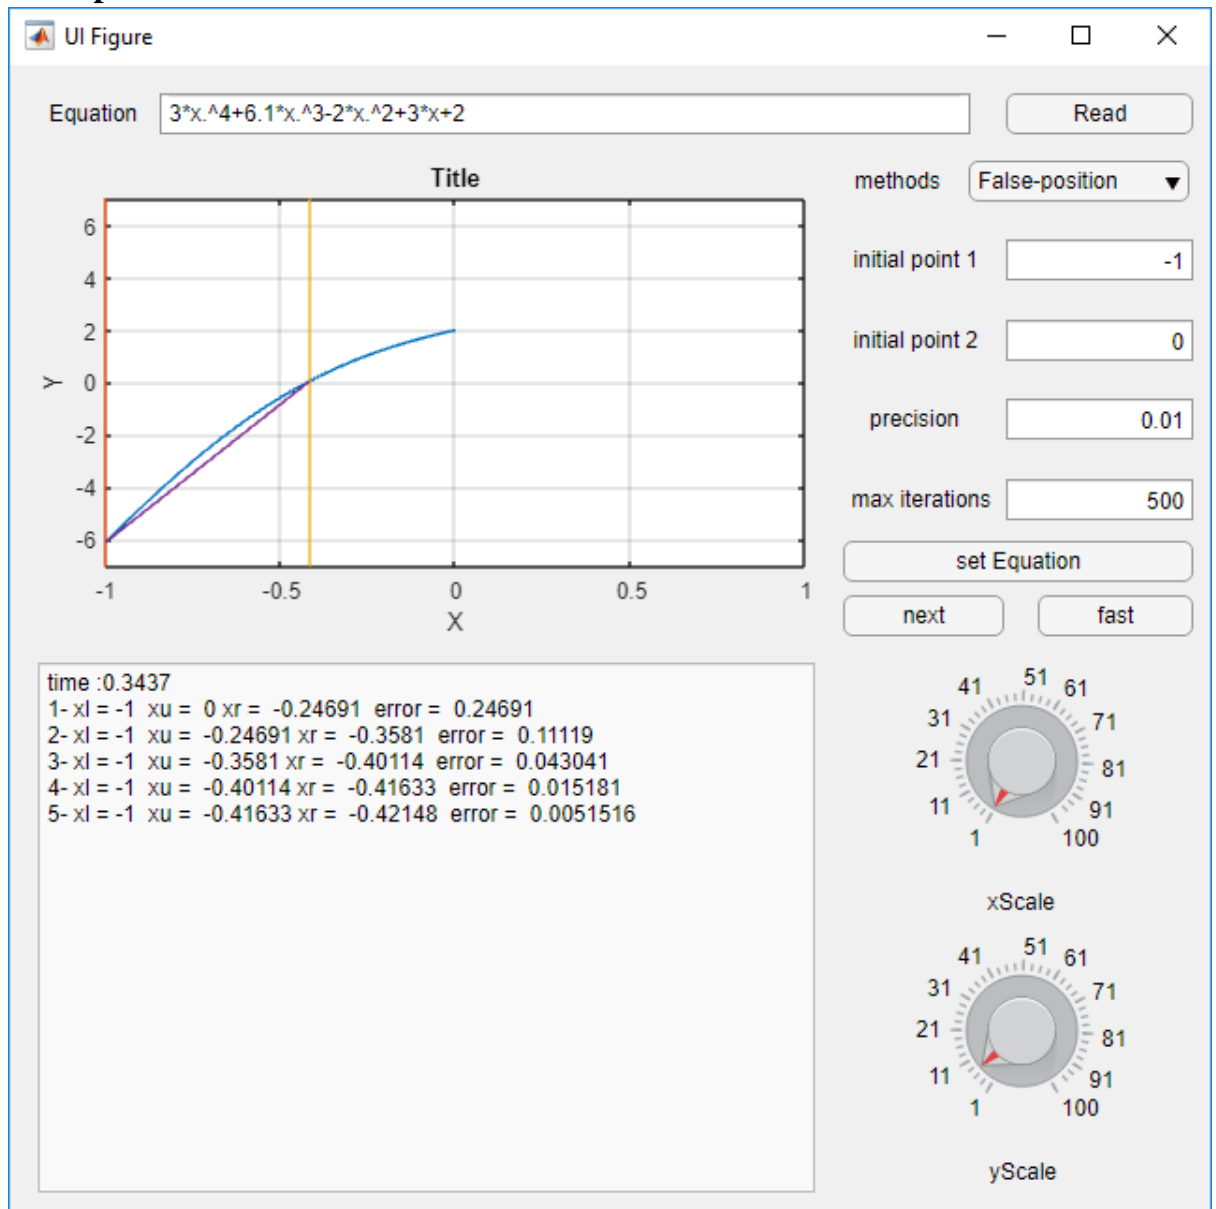 UI Figure
Equation 3*x.^4+6.1*x.^3-2*x.^2+3*x+2 Read
Title
methods False-position
initial point 1 -1
initial point 2 0
precision 0.01
max iterations 500
set Equation
next fast
6
4
2
0
-2
-4
-6
Y
-1 -0.5 0 0.5 1
X
time :0.3437
1- xl = -1 xu = 0 xr = -0.24691 error = 0.24691
2- xl = -1 xu = -0.24691 xr = -0.3581 error = 0.11119
3- xl = -1 xu = -0.3581 xr = -0.40114 error = 0.043041
4- xl = -1 xu = -0.40114 xr = -0.41633 error = 0.015181
5- xl = -1 xu = -0.41633 xr = -0.42148 error = 0.0051516
1 11 21 31 41 51 61 71 81 91 100
xScale
1 11 21 31 41 51 61 71 81 91 100
yScale